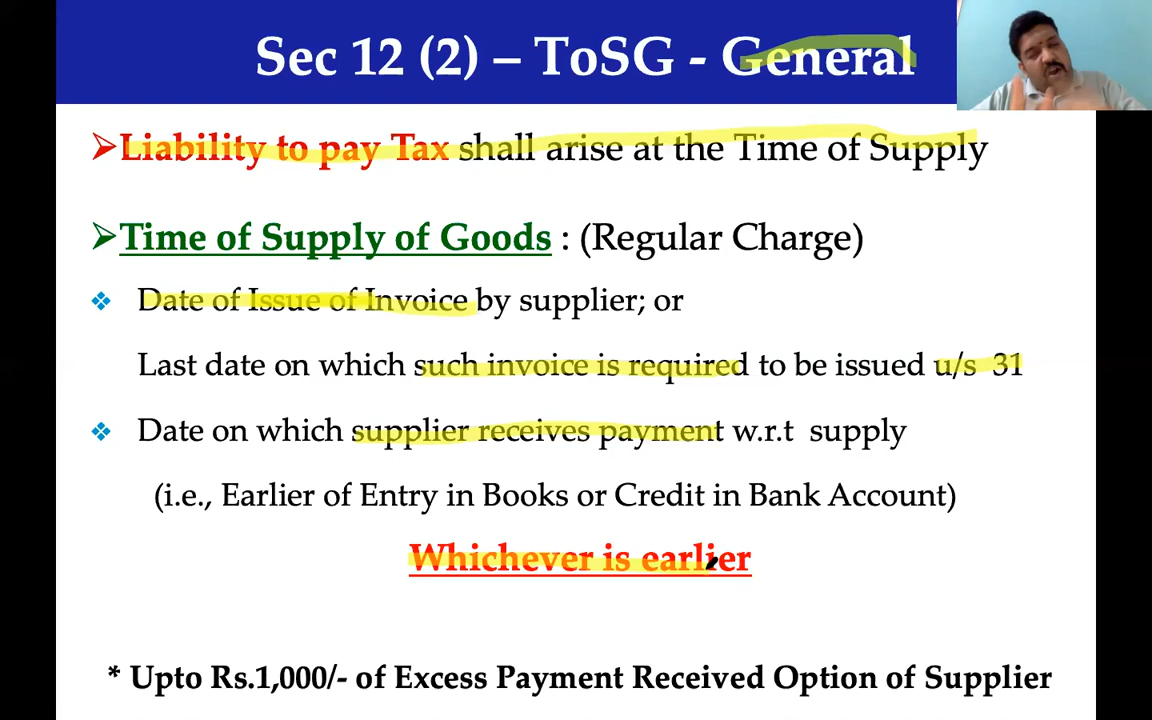 Sec 12 (2) – ToSG - General
➢Liability to pay Tax shall arise at the Time of Supply
➢Time of Supply of Goods : (Regular Charge)
❖ Date of Issue of Invoice by supplier; or
Last date on which such invoice is required to be issued u/s 31
❖ Date on which supplier receives payment w.r.t supply
(i.e., Earlier of Entry in Books or Credit in Bank Account)
Whichever is earlier
* Upto Rs.1,000/- of Excess Payment Received Option of Supplier